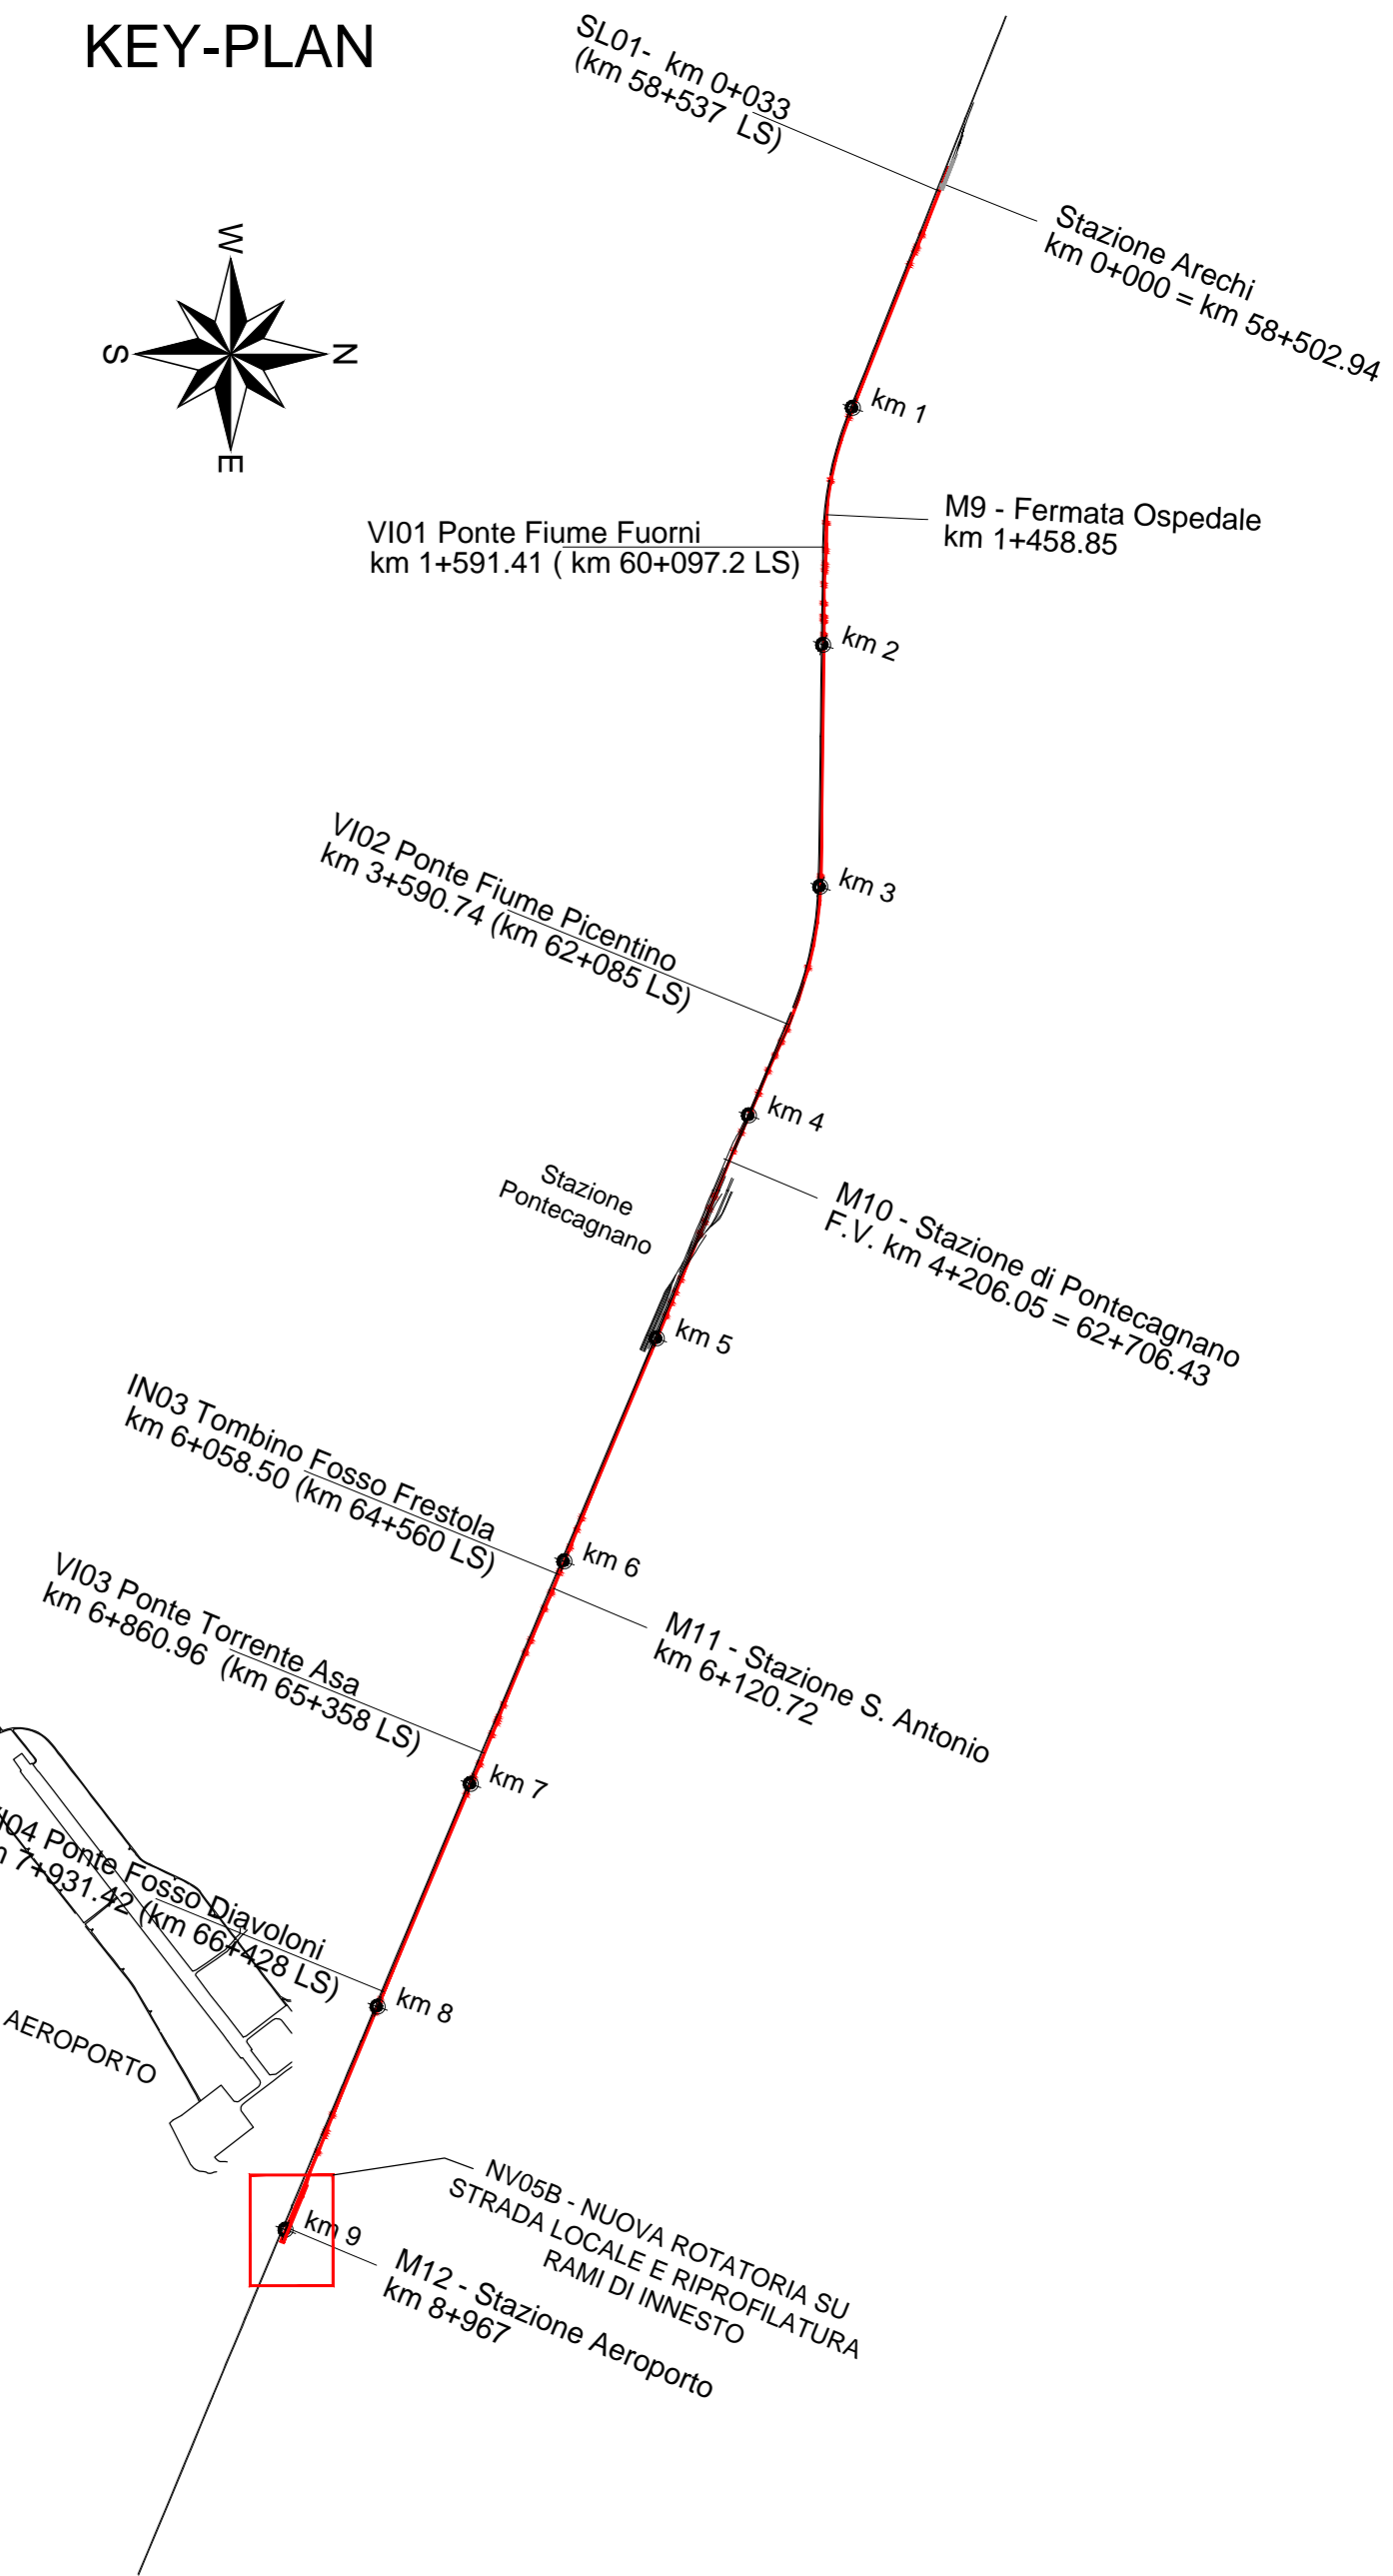 KEY-PLAN
SL01- km 0+033
(km 58+537 LS)
Stazione Arechi
km 0+000 = km 58+502.94
W
S
N
E
km 1
M9 - Fermata Ospedale
km 1+458.85
VI01 Ponte Fiume Fuorni
km 1+591.41 ( km 60+097.2 LS)
km 2
VI02 Ponte Fiume Picentino
km 3+590.74 (km 62+085 LS)
km 3
km 4
Stazione
Pontecagnano
M10 - Stazione di Pontecagnano
F.V. km 4+206.05 = 62+706.43
km 5
IN03 Tombino Fosso Frestola
km 6+058.50 (km 64+560 LS)
km 6
M11 - Stazione S. Antonio
km 6+120.72
VI03 Ponte Torrente Asa
km 6+860.96 (km 65+358 LS)
km 7
Ponte Fosso Diavoloni
7+931.42 (km 66+428 LS)
km 8
AEROPORTO
NV05B - NUOVA ROTATORIA SU
STRADA LOCALE E RIPROFILATURA
RAMI DI INNESTO
km 9
M12 - Stazione Aeroporto
km 8+967